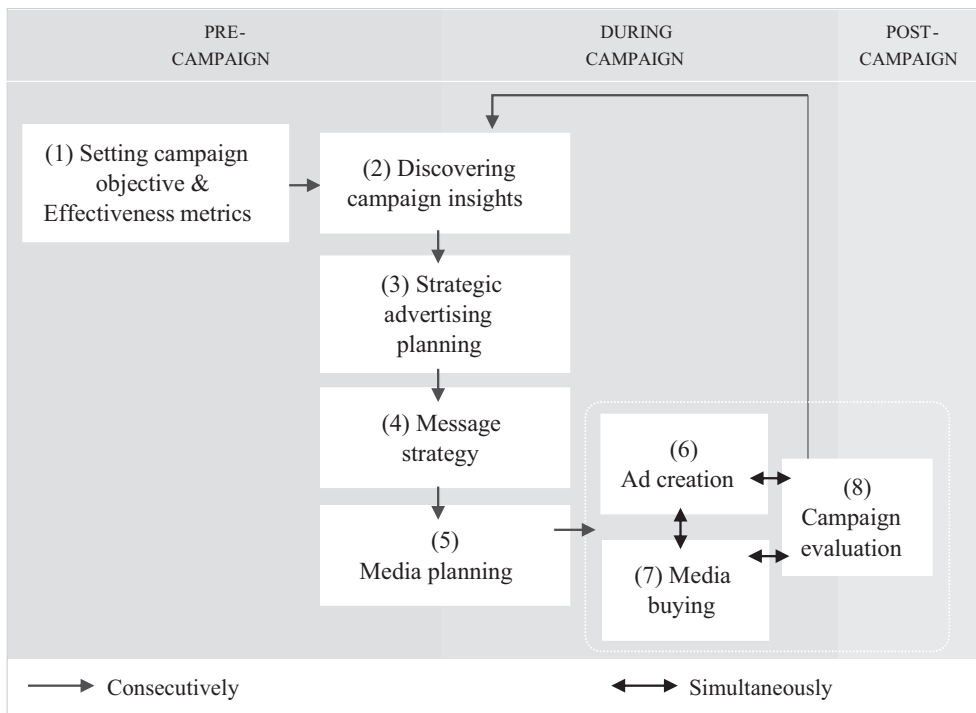 PRE-
CAMPAIGN
DURING
CAMPAIGN
POST-
CAMPAIGN
(1) Setting campaign
objective &
Effectiveness metrics
(2) Discovering
campaign insights
(3) Strategic
advertising
planning
(4) Message
strategy
(5)
Media planning
(6)
Ad creation
(7) Media
buying
(8)
Campaign
evaluation
Consecutively
Simultaneously